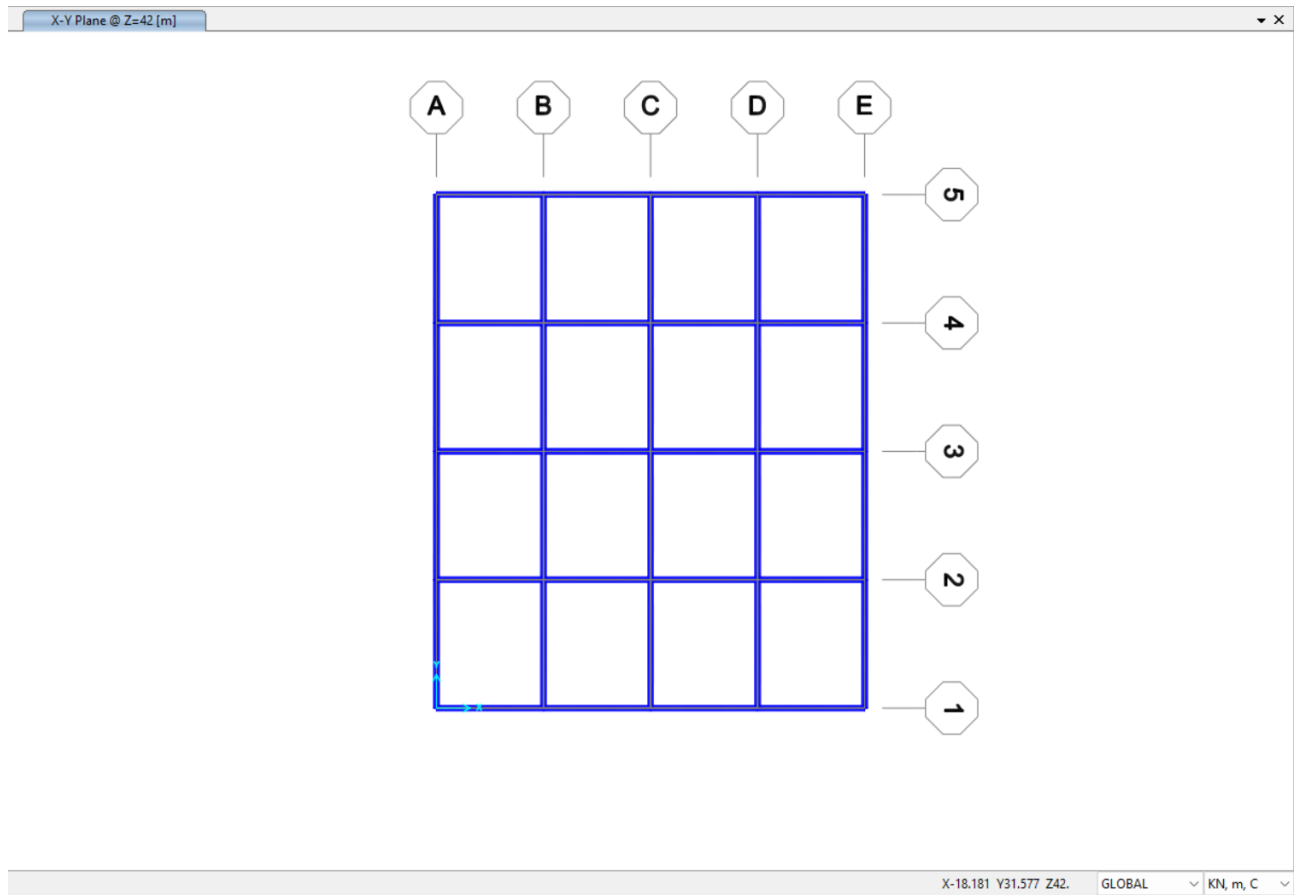 X-Y Plane @ Z=42 [m]
A B C D E
5
4
3
2
1
Y
X
X-18.181 Y31.577 Z42.
GLOBAL
KN, m, C